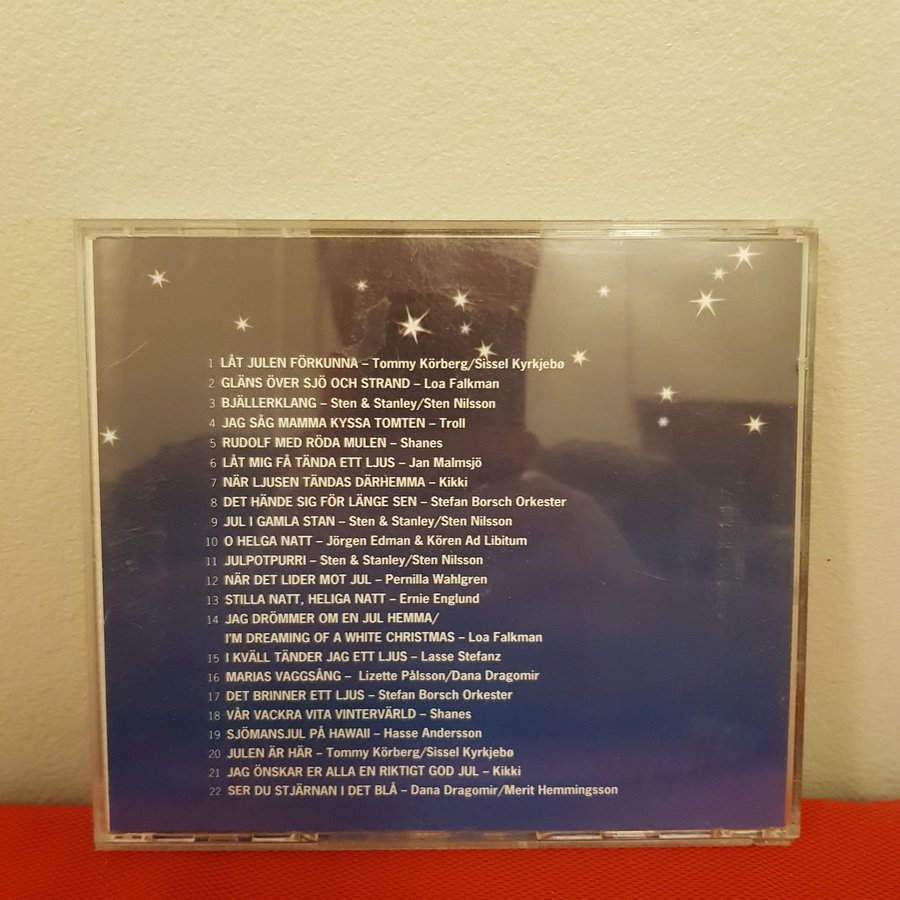 1 LÅT JULEN FÖRKUNNA – Tommy Körberg/Sissel Kyrkjebø
2 GLÄNS ÖVER SJÖ OCH STRAND – Loa Falkman
3 BJÄLLERKLANG – Sten & Stanley/Sten Nilsson
4 JAG SÅG MAMMA KYSSA TOMTEN – Troll
5 RUDOLF MED RÖDA MULEN – Shanes
6 LÅT MIG FÅ TÄNDA ETT LJUS – Jan Malmsjö
7 NÄR LJUSEN TÄNDAS DÄRHEMMA – Kikki
8 DET HÄNDE SIG FÖR LÄNGE SEN – Stefan Borsch Orkester
9 JUL I GAMLA STAN – Sten & Stanley/Sten Nilsson
10 O HELGA NATT – Jörgen Edman & Kören Ad Libitum
11 JULPOTPURRI – Sten & Stanley/Sten Nilsson
12 NÄR DET LIDER MOT JUL – Pernilla Wahlgren
13 STILLA NATT, HELIGA NATT – Ernie Englund
14 JAG DRÖMMER OM EN JUL HEMMA/
I'M DREAMING OF A WHITE CHRISTMAS – Loa Falkman
15 I KVÄLL TÄNDER JAG ETT LJUS – Lasse Stefanz
16 MARIAS VAGGSÅNG – Lizette Pålsson/Dana Dragomir
17 DET BRINNER ETT LJUS – Stefan Borsch Orkester
18 VÅR VACKRA VITA VINTERVÄRLD – Shanes
19 SJÖMANSJUL PÅ HAWAII – Hasse Andersson
20 JULEN ÄR HÄR – Tommy Körberg/Sissel Kyrkjebø
21 JAG ÖNSKAR ER ALLA EN RIKTIGT GOD JUL – Kikki
22 SER DU STJÄRNAN I DET BLÅ – Dana Dragomir/Merit Hemmingsson